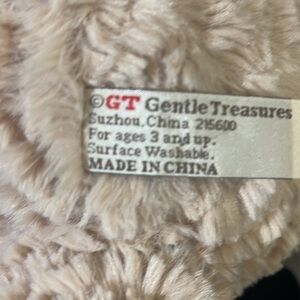 ©GT Gentle Treasures
Suzhou, China 215600
For ages 3 and up.
Surface Washable.
MADE IN CHINA